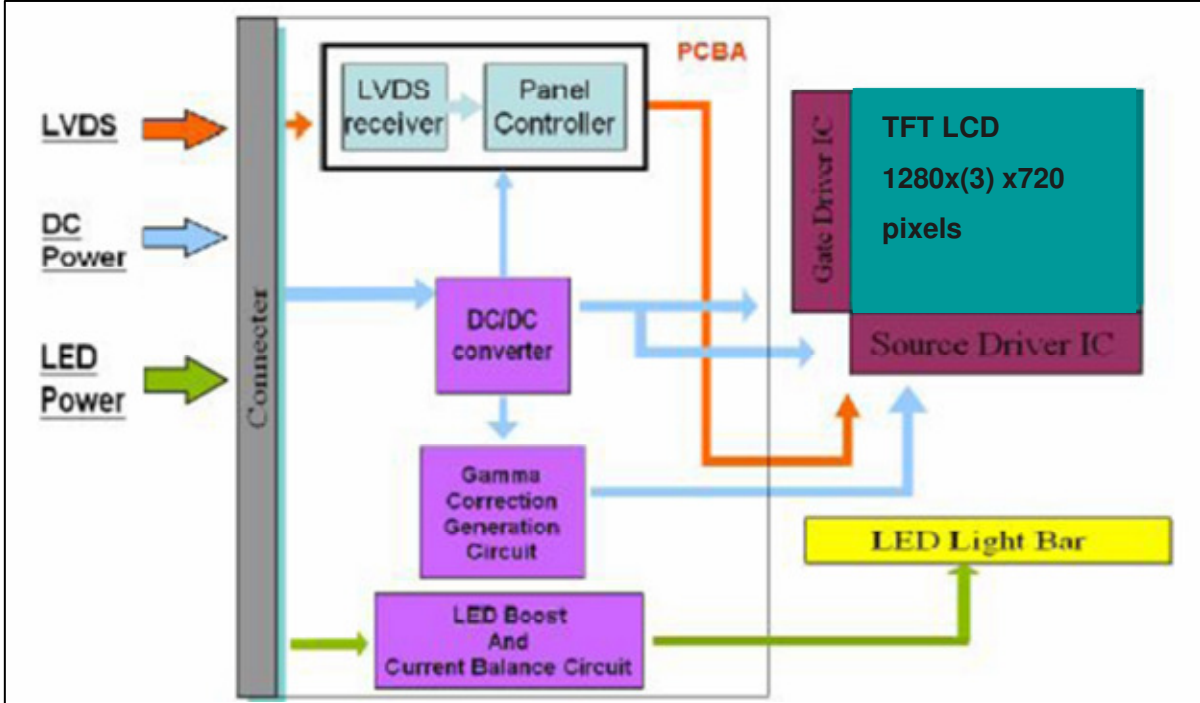 PCBA
LVDS
receiver
Panel
Controller
LVDS
DC
Power
LED
Power
Connecter
DC/DC
converter
Gamma
Correction
Generation
Circuit
LED Boost
And
Current Balance Circuit
Gate Driver IC
TFT LCD
1280x(3) x720
pixels
Source Driver IC
LED Light Bar